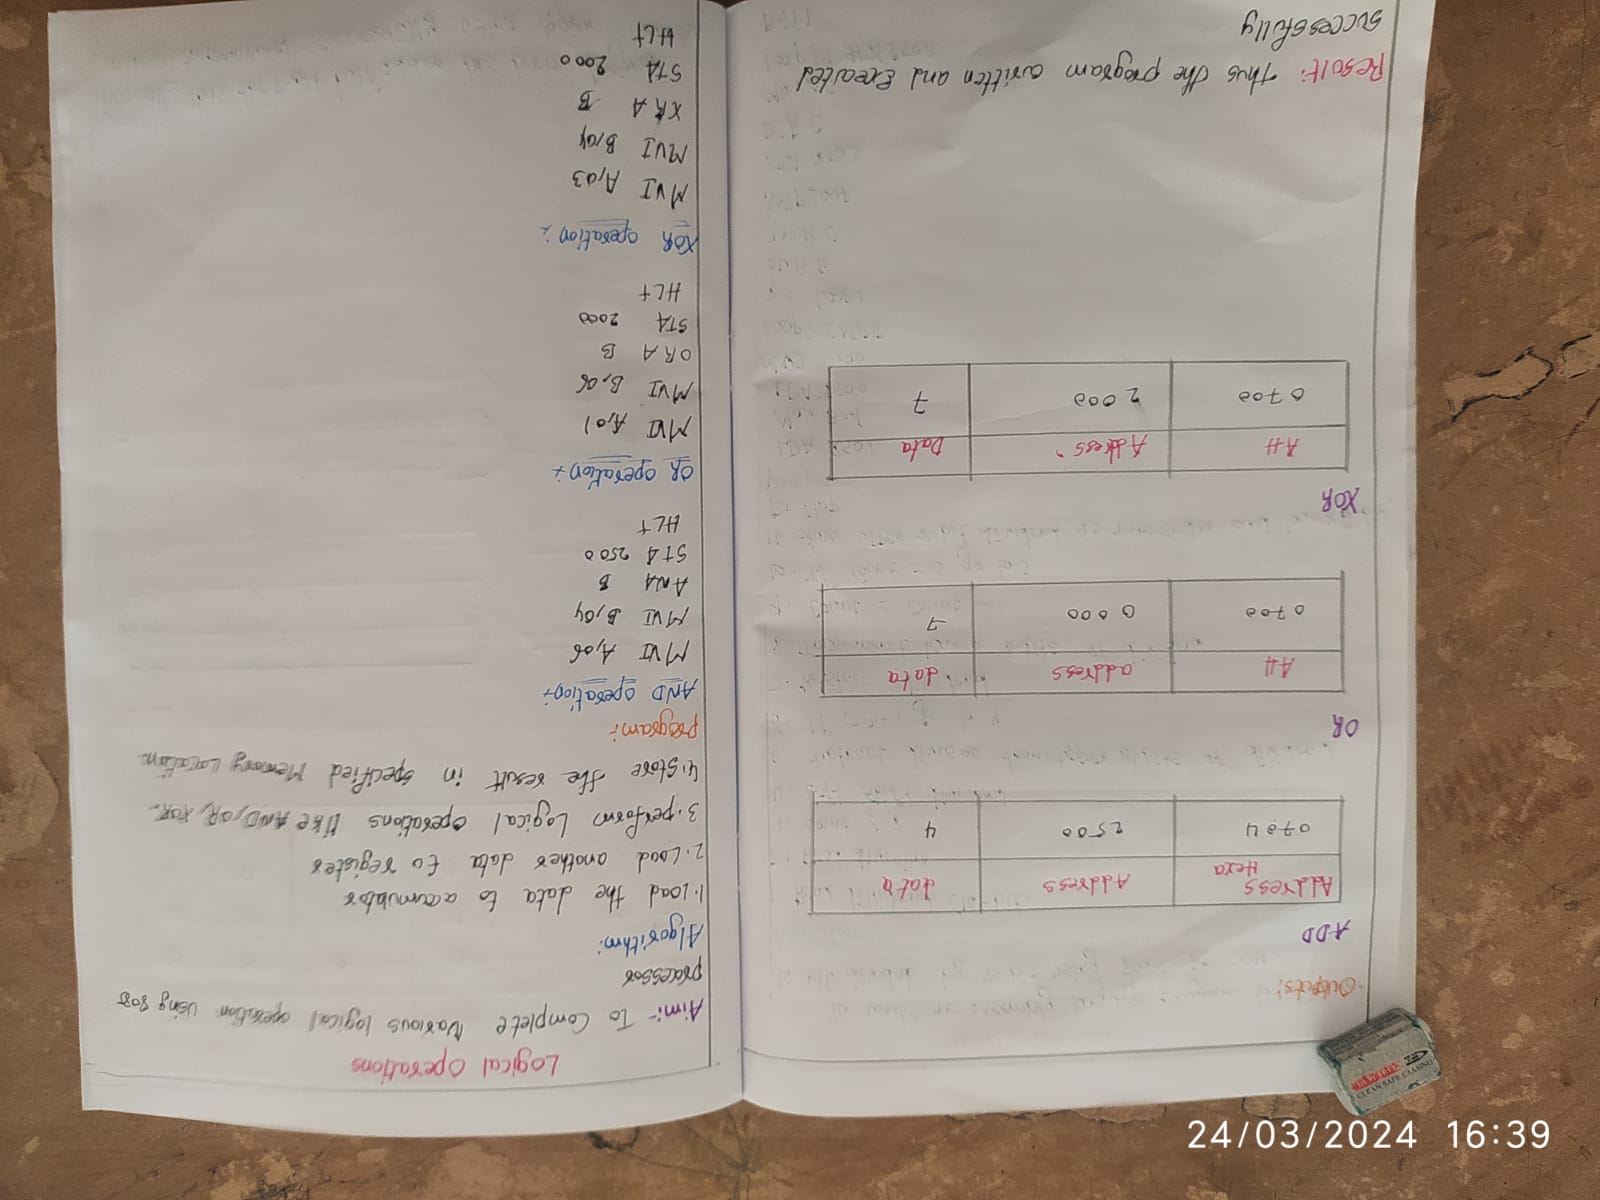 Logical Operations
Aim:- To Complete Various logical operation using 8085
processor
Algorithm:
1. Load the data to accumulator
2. Load another data to register
3. perform Logical operations like AND, OR, XOR.
4. Store the result in specified Memory Location.
program:
AND operation:
MVI A,06
MVI B,04
ANA B
STA 2500
HLT
OR operation:
MVI A,01
MVI B,06
ORA B
STA 2000
HLT
XOR operation:
MVI A,03
MVI B,04
XRA B
STA 2000
HLT
Outputs:
ADD
Address Hexa Address data
0704 2500 4
OR
AH address data
0700 0000 7
XOR
AH Address Data
0700 2000 7
Result: Thus the program written and Executed
Successfully
CLEAN SAFE ERASING
24/03/2024 16:39